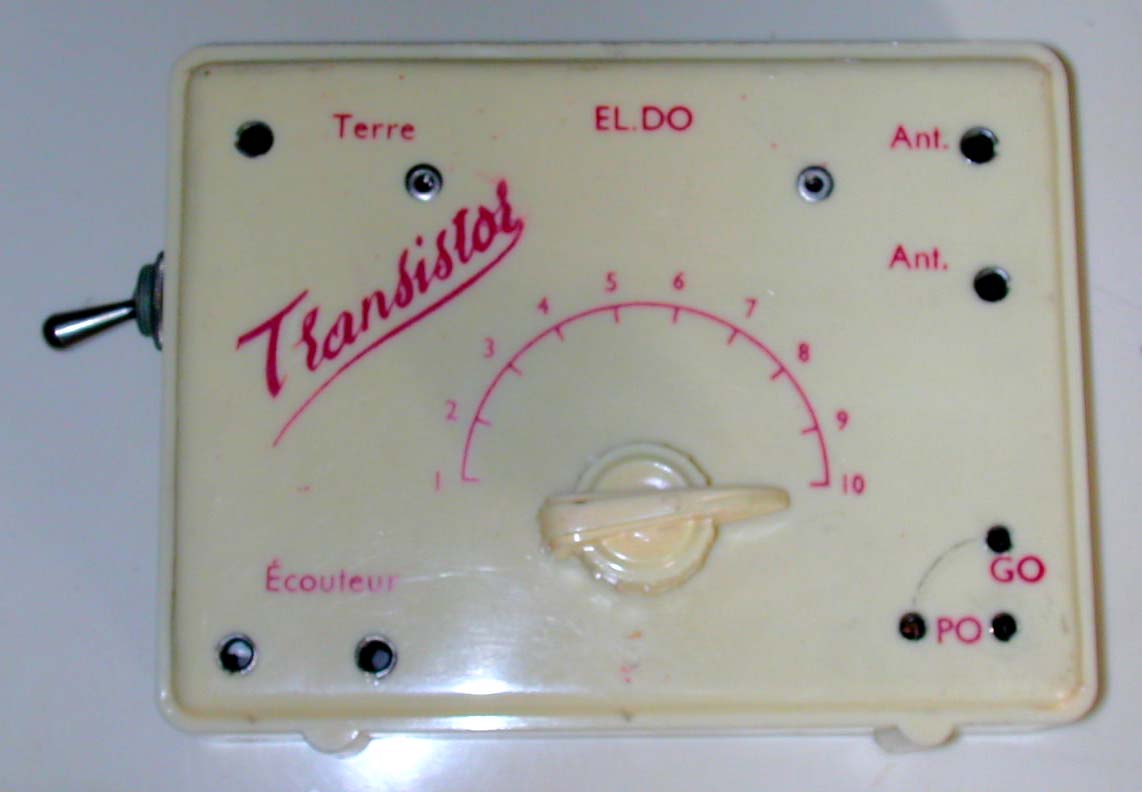 Terre
EL.DO
Ant.
Transistor
Ant.
1 2 3 4 5 6 7 8 9 10
Écouteur
GO
PO